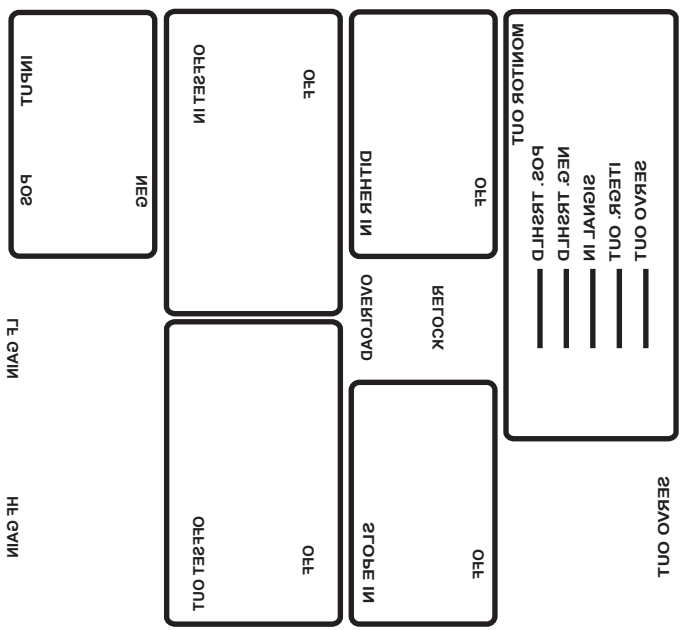 INPUT
POS
NEG
OFFSET IN
OFF
DITHER IN
OFF
MONITOR OUT
POS. TRSHLD
NEG. TRSHLD
SIGNAL IN
ITEGR. OUT
SERVO OUT
LF GAIN
HF GAIN
OFFSET OUT
OFF
OVERLOAD
RELOCK
SLOPE IN
OFF
SERVO OUT